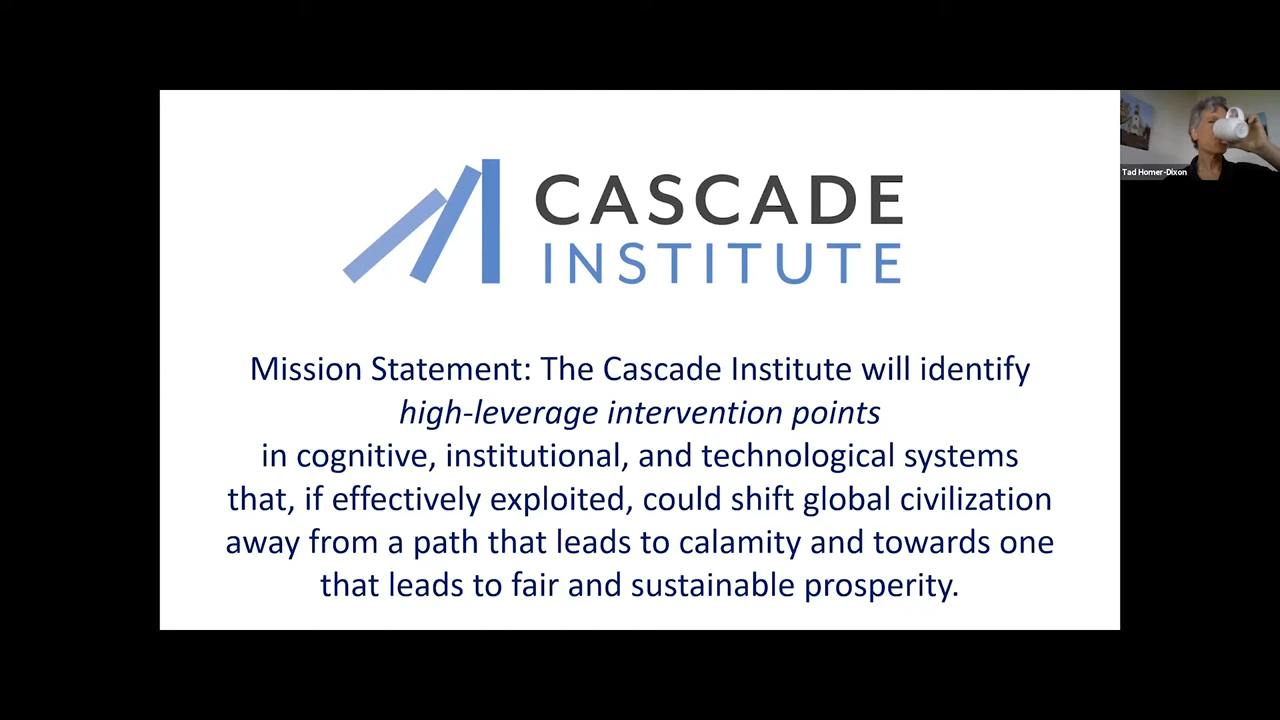 CASCADE
INSTITUTE
Tad Homer-Dixon
Mission Statement: The Cascade Institute will identify
high-leverage intervention points
in cognitive, institutional, and technological systems
that, if effectively exploited, could shift global civilization
away from a path that leads to calamity and towards one
that leads to fair and sustainable prosperity.